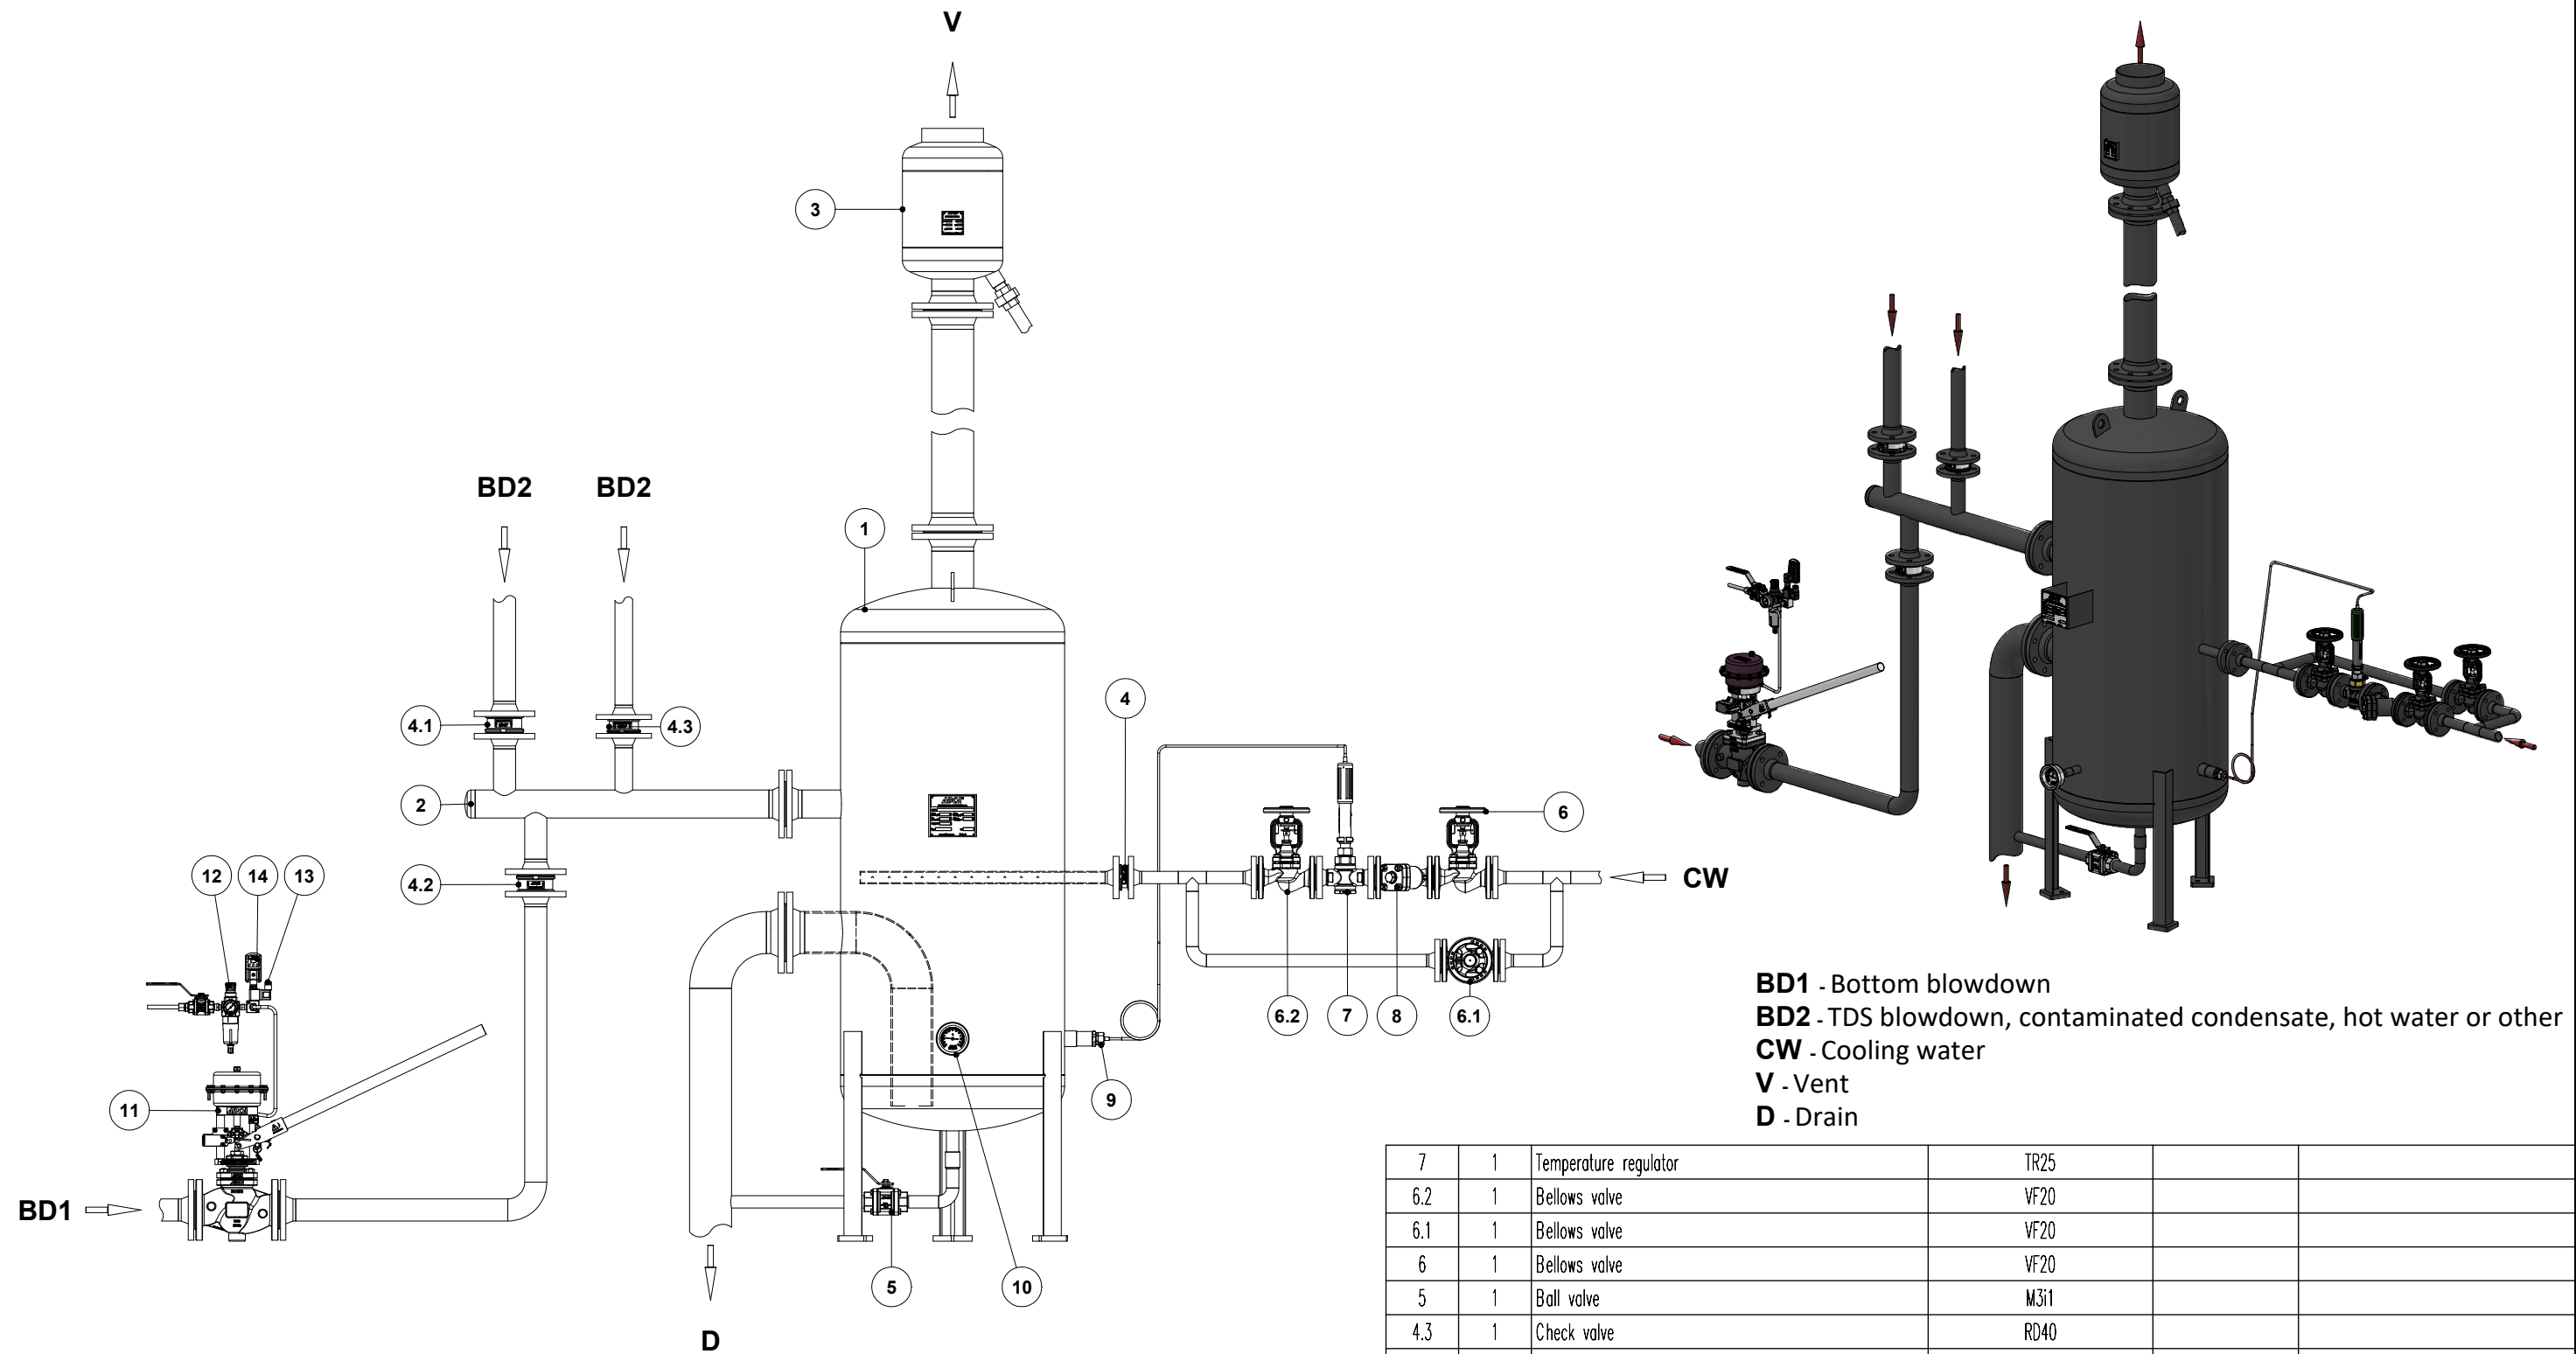 V
3
BD2 BD2
1
4
4.1 4.3
2
6
12 14 13
4.2
CW
6.2 7 8 6.1
9
11
BD1
5
10
D
BD1 - Bottom blowdown
BD2 - TDS blowdown, contaminated condensate, hot water or other
CW - Cooling water
V - Vent
D - Drain
7 1 Temperature regulator TR25
6.2 1 Bellows valve VF20
6.1 1 Bellows valve VF20
6 1 Bellows valve VF20
5 1 Ball valve M3i1
4.3 1 Check valve RD40